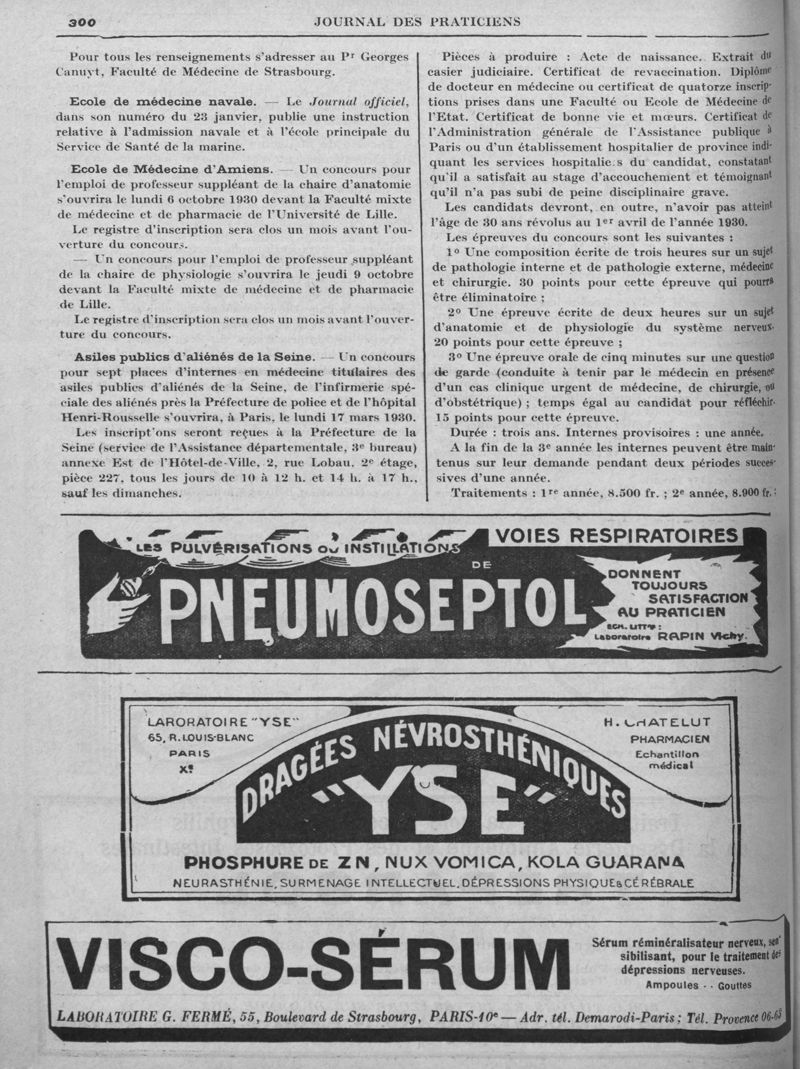 300
JOURNAL DES PRATICIENS
Pour tous les renseignements s'adresser au Pr Georges
Canuyt, Faculté de Médecine de Strasbourg.
Ecole de médecine navale. — Le Journal officiel,
dans son numéro du 23 janvier, publie une instruction
relative à l'admission navale et à l'école principale du
Service de Santé de la marine.
Ecole de Médecine d'Amiens. — Un concours pour
l'emploi de professeur suppléant de la chaire d'anatomie
s'ouvrira le lundi 6 octobre 1930 devant la Faculté mixte
de médecine et de pharmacie de l'Université de Lille.
Le registre d'inscription sera clos un mois avant l'ou-
verture du concours.
— Un concours pour l'emploi de professeur suppléant
de la chaire de physiologie s'ouvrira le jeudi 9 octobre
devant la Faculté mixte de médecine et de pharmacie
de Lille.
Le registre d'inscription sera clos un mois avant l'ouver-
ture du concours.
Asiles publics d'aliénés de la Seine. — Un concours
pour sept places d'internes en médecine titulaires des
asiles publics d'aliénés de la Seine, de l'infirmerie spé-
ciale des aliénés près la Préfecture de police et de l'hôpital
Henri-Rousselle s'ouvrira, à Paris, le lundi 17 mars 1930.
Les inscript'ons seront reçues à la Préfecture de la
Seine (service de l'Assistance départementale, 3e bureau)
annexe Est de l'Hôtel-de-Ville, 2, rue Lobau, 2e étage,
pièce 227, tous les jours de 10 à 12 h. et 14 h. à 17 h.,
sauf les dimanches.
Pièces à produire : Acte de naissance. Extrait du
casier judiciaire. Certificat de revaccination. Diplôme
de docteur en médecine ou certificat de quatorze inscrip-
tions prises dans une Faculté ou Ecole de Médecine de
l'Etat. Certificat de bonne vie et mœurs. Certificat de
l'Administration générale de l'Assistance publique à
Paris ou d'un établissement hospitalier de province indi-
quant les services hospitalie.s du candidat, constatant
qu'il a satisfait au stage d'accouchement et témoignant
qu'il n'a pas subi de peine disciplinaire grave.
Les candidats devront, en outre, n'avoir pas atteint
l'âge de 30 ans révolus au 1er avril de l'année 1930.
Les épreuves du concours sont les suivantes :
1o Une composition écrite de trois heures sur un sujet
de pathologie interne et de pathologie externe, médecine
et chirurgie. 30 points pour cette épreuve qui pourra
être éliminatoire ;
2o Une épreuve écrite de deux heures sur un sujet
d'anatomie et de physiologie du système nerveux.
20 points pour cette épreuve ;
3o Une épreuve orale de cinq minutes sur une question
de garde (conduite à tenir par le médecin en présence
d'un cas clinique urgent de médecine, de chirurgie, ou
d'obstétrique) ; temps égal au candidat pour réfléchir.
15 points pour cette épreuve.
Durée : trois ans. Internes provisoires : une année.
A la fin de la 3e année les internes peuvent être main-
tenus sur leur demande pendant deux périodes succes-
sives d'une année.
Traitements : 1re année, 8.500 fr. ; 2e année, 8.900 fr. ;
VOIES RESPIRATOIRES
LES PULVÉRISATIONS OU INSTILLATIONS
DE
PNEUMOSEPTOL
DONNENT
TOUJOURS
SATISFACTION
AU PRATICIEN
ECH. LITTre :
Laboratoire RAPIN Vichy.
LABORATOIRE "YSE"
65, R. LOUIS-BLANC
PARIS
Xe
H. CHATELUT
PHARMACIEN
Echantillon
médical
DRAGÉES NÉVROSTHÉNIQUES
"YSE"
PHOSPHURE DE ZN, NUX VOMICA, KOLA GUARANA
NEURASTHÉNIE, SURMENAGE INTELLECTUEL, DÉPRESSIONS PHYSIQUE & CÉRÉBRALE
VISCO-SÉRUM
Sérum réminéralisateur nerveux, sen-
sibilisant, pour le traitement des
dépressions nerveuses.
Ampoules - - Gouttes
LABORATOIRE G. FERMÉ, 55, Boulevard de Strasbourg, PARIS-10e — Adr. tél. Demarodi-Paris ; Tél. Provence 06-63